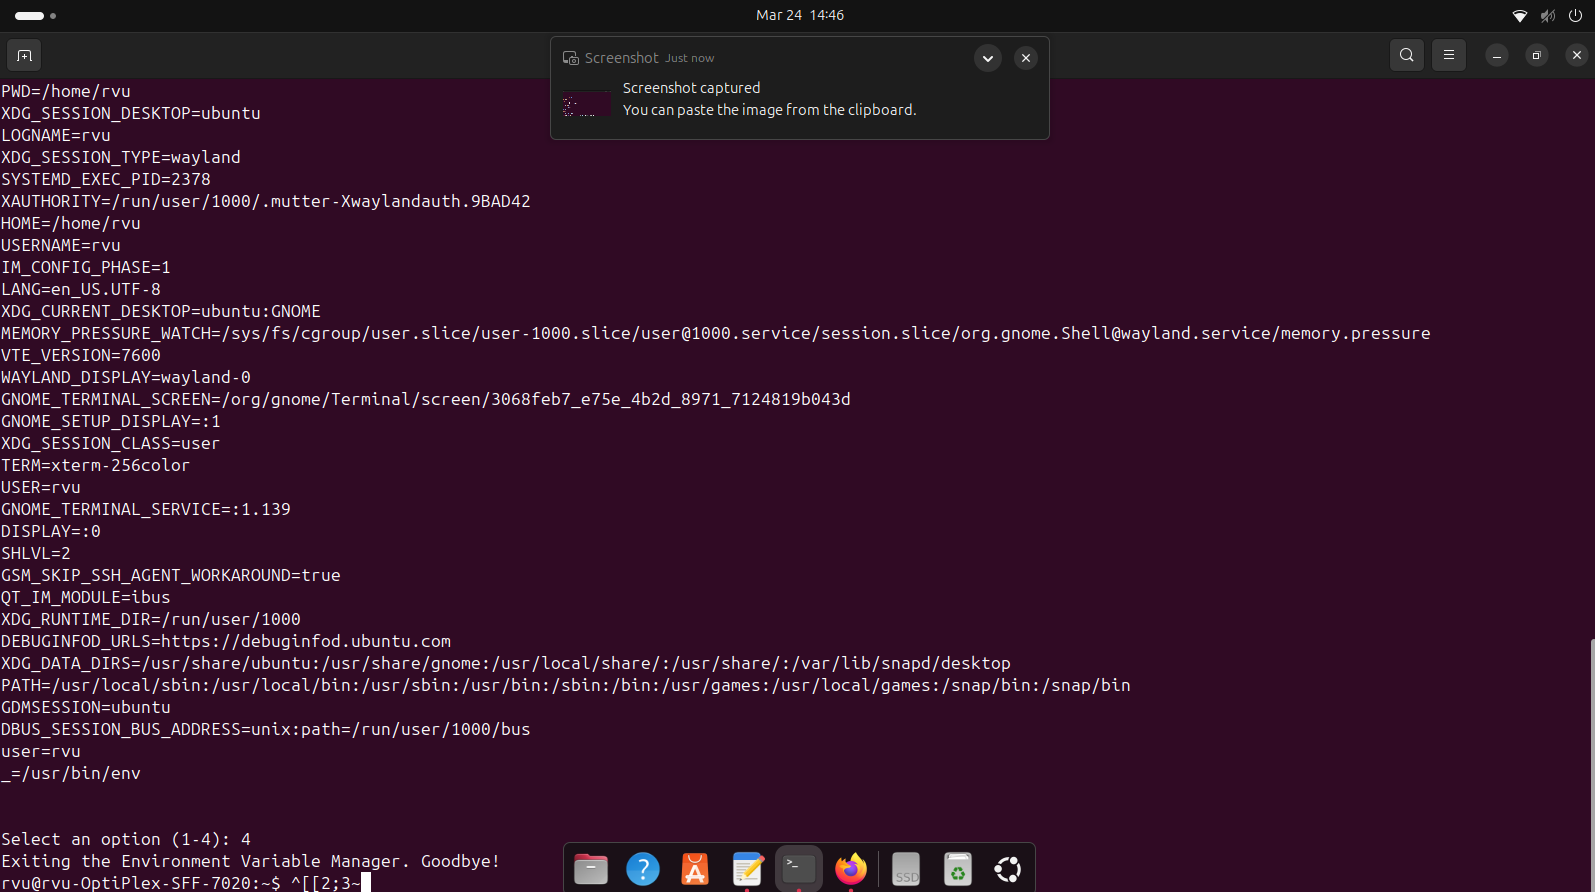 Mar 24 14:46
Screenshot Just now
Screenshot captured
You can paste the image from the clipboard.
PWD=/home/rvu
XDG_SESSION_DESKTOP=ubuntu
LOGNAME=rvu
XDG_SESSION_TYPE=wayland
SYSTEMD_EXEC_PID=2378
XAUTHORITY=/run/user/1000/.mutter-Xwaylandauth.9BAD42
HOME=/home/rvu
USERNAME=rvu
IM_CONFIG_PHASE=1
LANG=en_US.UTF-8
XDG_CURRENT_DESKTOP=ubuntu:GNOME
MEMORY_PRESSURE_WATCH=/sys/fs/cgroup/user.slice/user-1000.slice/user@1000.service/session.slice/org.gnome.Shell@wayland.service/memory.pressure
VTE_VERSION=7600
WAYLAND_DISPLAY=wayland-0
GNOME_TERMINAL_SCREEN=/org/gnome/Terminal/screen/3068feb7_e75e_4b2d_8971_7124819b043d
GNOME_SETUP_DISPLAY=:1
XDG_SESSION_CLASS=user
TERM=xterm-256color
USER=rvu
GNOME_TERMINAL_SERVICE=:1.139
DISPLAY=:0
SHLVL=2
GSM_SKIP_SSH_AGENT_WORKAROUND=true
QT_IM_MODULE=ibus
XDG_RUNTIME_DIR=/run/user/1000
DEBUGINFOD_URLS=https://debuginfod.ubuntu.com
XDG_DATA_DIRS=/usr/share/ubuntu:/usr/share/gnome:/usr/local/share/:/usr/share/:/var/lib/snapd/desktop
PATH=/usr/local/sbin:/usr/local/bin:/usr/sbin:/usr/bin:/sbin:/bin:/usr/games:/usr/local/games:/snap/bin:/snap/bin
GDMSESSION=ubuntu
DBUS_SESSION_BUS_ADDRESS=unix:path=/run/user/1000/bus
user=rvu
_=/usr/bin/env
Select an option (1-4): 4
Exiting the Environment Variable Manager. Goodbye!
rvu@rvu-OptiPlex-SFF-7020:~$ ^[[2;3~
SSD